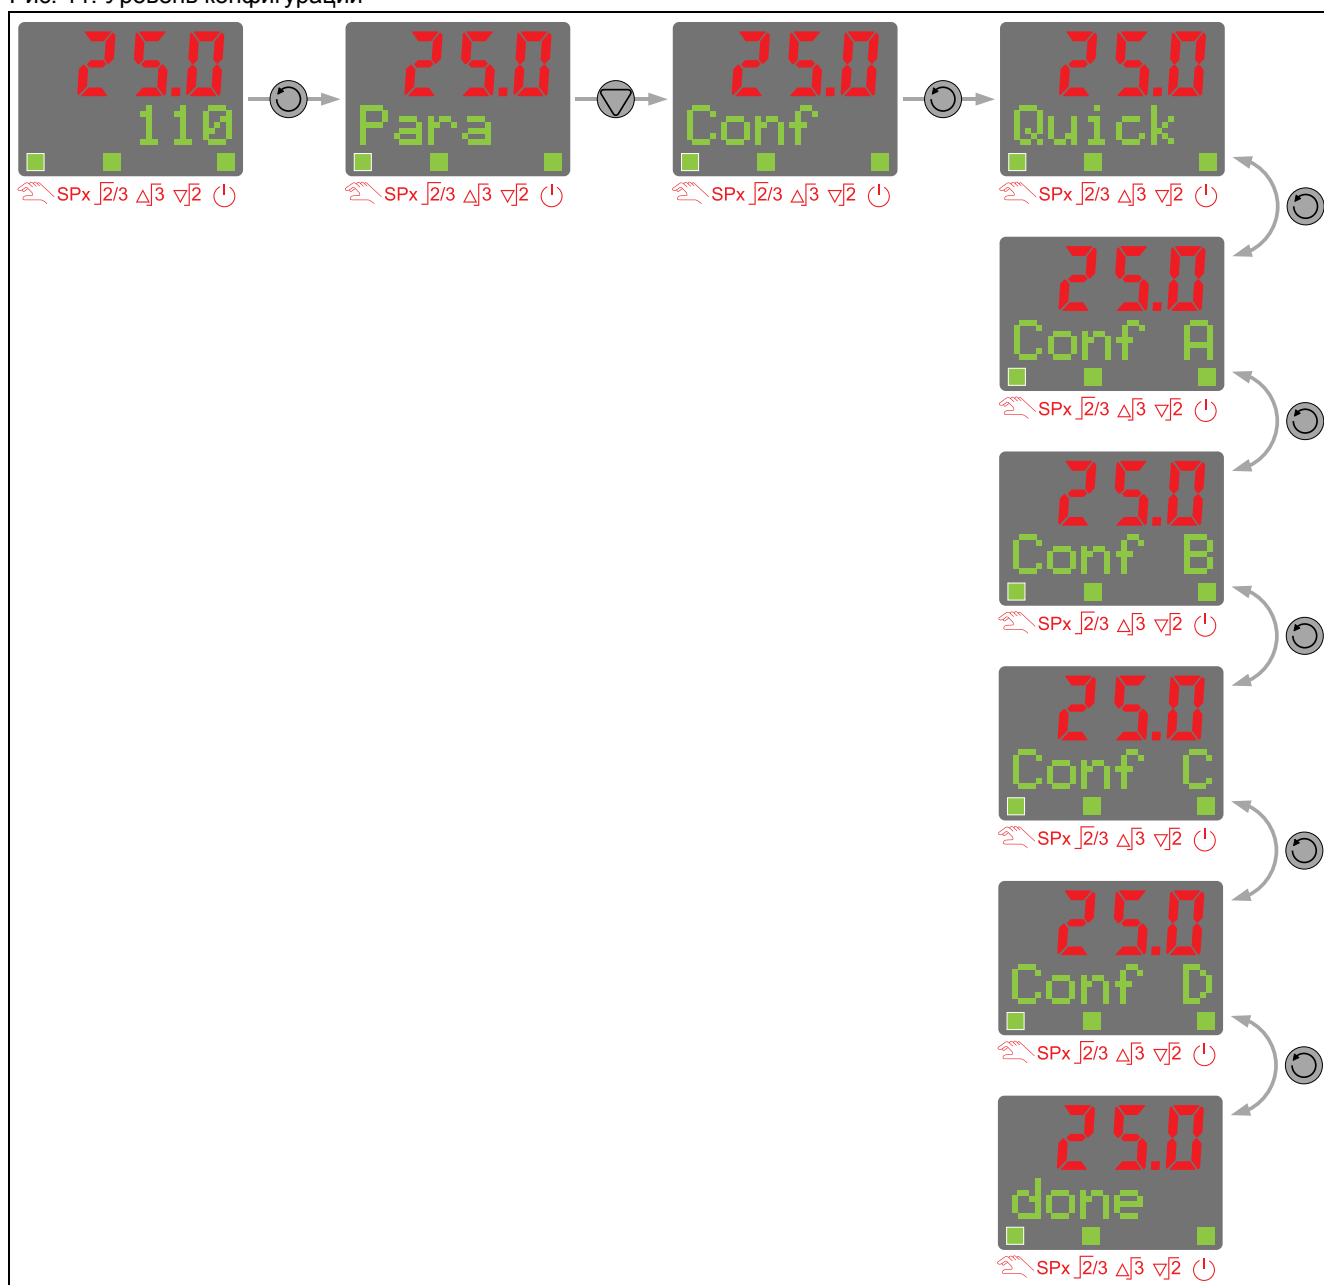 25.0 25.0 25.0 25.0
110 Para Conf Quick
SPx 2/3 3 2 SPx 2/3 3 2 SPx 2/3 3 2 SPx 2/3 3 2
25.0
Conf A
SPx 2/3 3 2
25.0
Conf B
SPx 2/3 3 2
25.0
Conf C
SPx 2/3 3 2
25.0
Conf D
SPx 2/3 3 2
25.0
done
SPx 2/3 3 2